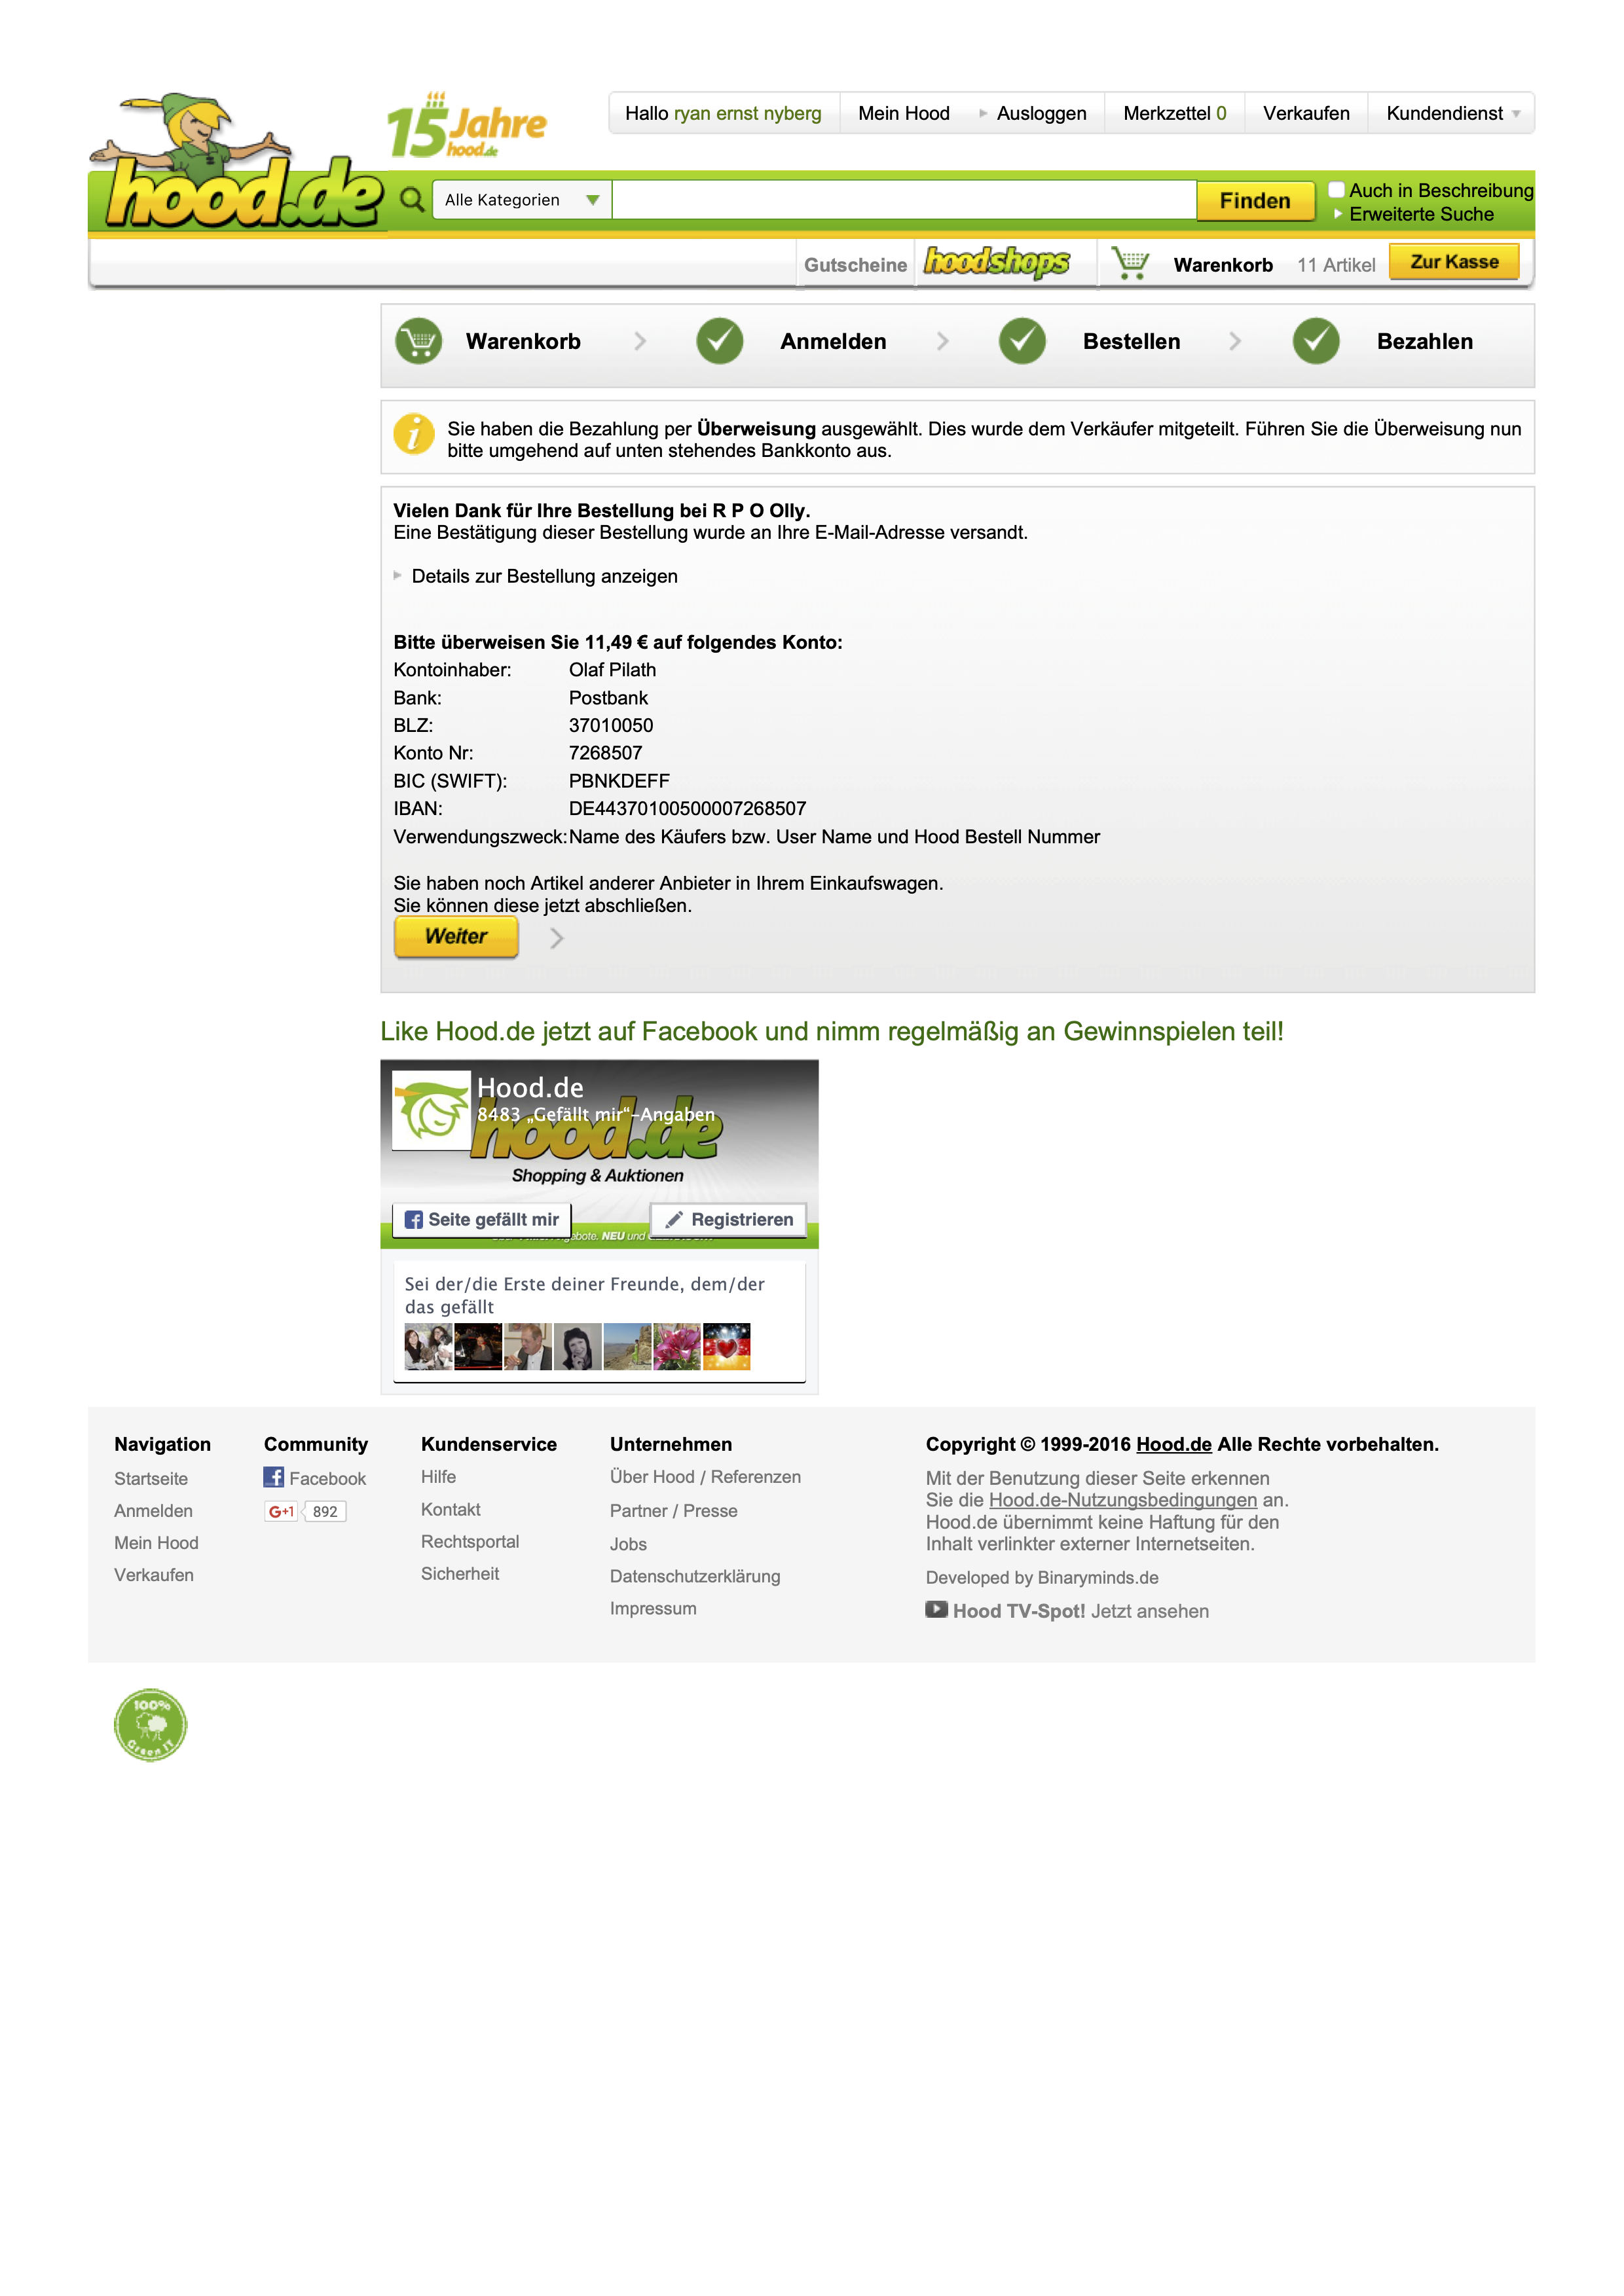 15 Jahre
hood.de
Hallo ryan ernst nyberg
Mein Hood
Ausloggen
Merkzettel 0
Verkaufen
Kundendienst
hood.de
Alle Kategorien
Finden
Auch in Beschreibung
Erweiterte Suche
Gutscheine
hoodshops
Warenkorb
11 Artikel
Zur Kasse
Warenkorb
Anmelden
Bestellen
Bezahlen
Sie haben die Bezahlung per Überweisung ausgewählt. Dies wurde dem Verkäufer mitgeteilt. Führen Sie die Überweisung nun
bitte umgehend auf unten stehendes Bankkonto aus.
Vielen Dank für Ihre Bestellung bei R P O Olly.
Eine Bestätigung dieser Bestellung wurde an Ihre E-Mail-Adresse versandt.
Details zur Bestellung anzeigen
Bitte überweisen Sie 11,49 € auf folgendes Konto:
Kontoinhaber: Olaf Pilath
Bank: Postbank
BLZ: 37010050
Konto Nr: 7268507
BIC (SWIFT): PBNKDEFF
IBAN: DE44370100500007268507
Verwendungszweck: Name des Käufers bzw. User Name und Hood Bestell Nummer
Sie haben noch Artikel anderer Anbieter in Ihrem Einkaufswagen.
Sie können diese jetzt abschließen.
Weiter
Like Hood.de jetzt auf Facebook und nimm regelmäßig an Gewinnspielen teil!
Hood.de
8483 „Gefällt mir“-Angaben
hood.de
Shopping & Auktionen
Seite gefällt mir
Registrieren
NEU und
Sei der/die Erste deiner Freunde, dem/der
das gefällt
Navigation
Startseite
Anmelden
Mein Hood
Verkaufen
Community
Facebook
G+1 892
Kundenservice
Hilfe
Kontakt
Rechtsportal
Sicherheit
Unternehmen
Über Hood / Referenzen
Partner / Presse
Jobs
Datenschutzerklärung
Impressum
Copyright © 1999-2016 Hood.de Alle Rechte vorbehalten.
Mit der Benutzung dieser Seite erkennen
Sie die Hood.de-Nutzungsbedingungen an.
Hood.de übernimmt keine Haftung für den
Inhalt verlinkter externer Internetseiten.
Developed by Binaryminds.de
Hood TV-Spot! Jetzt ansehen
100%
Green IT